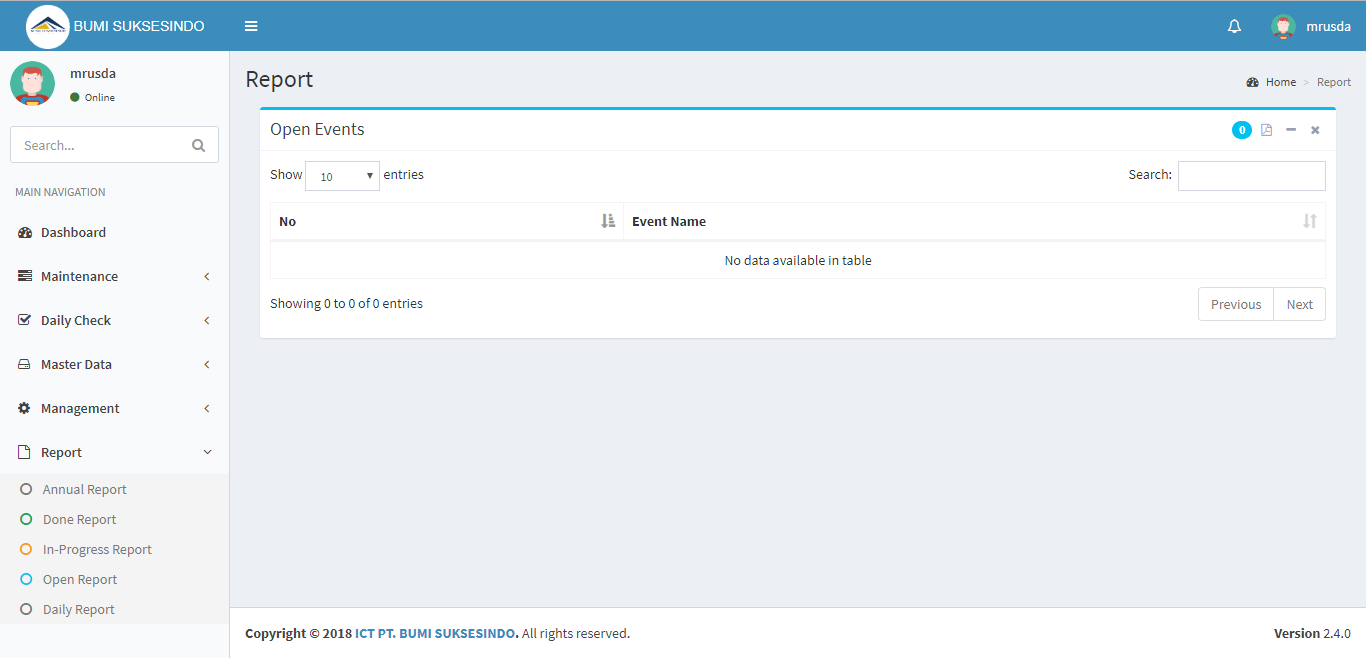 BUMI SUKSESINDO
mrusda
mrusda
Online
Search...
MAIN NAVIGATION
Dashboard
Maintenance
Daily Check
Master Data
Management
Report
Annual Report
Done Report
In-Progress Report
Open Report
Daily Report
Report
Home > Report
Open Events
0
Show 10 entries
Search:
No Event Name
No data available in table
Showing 0 to 0 of 0 entries
Previous Next
Copyright © 2018 ICT PT. BUMI SUKSESINDO. All rights reserved.
Version 2.4.0